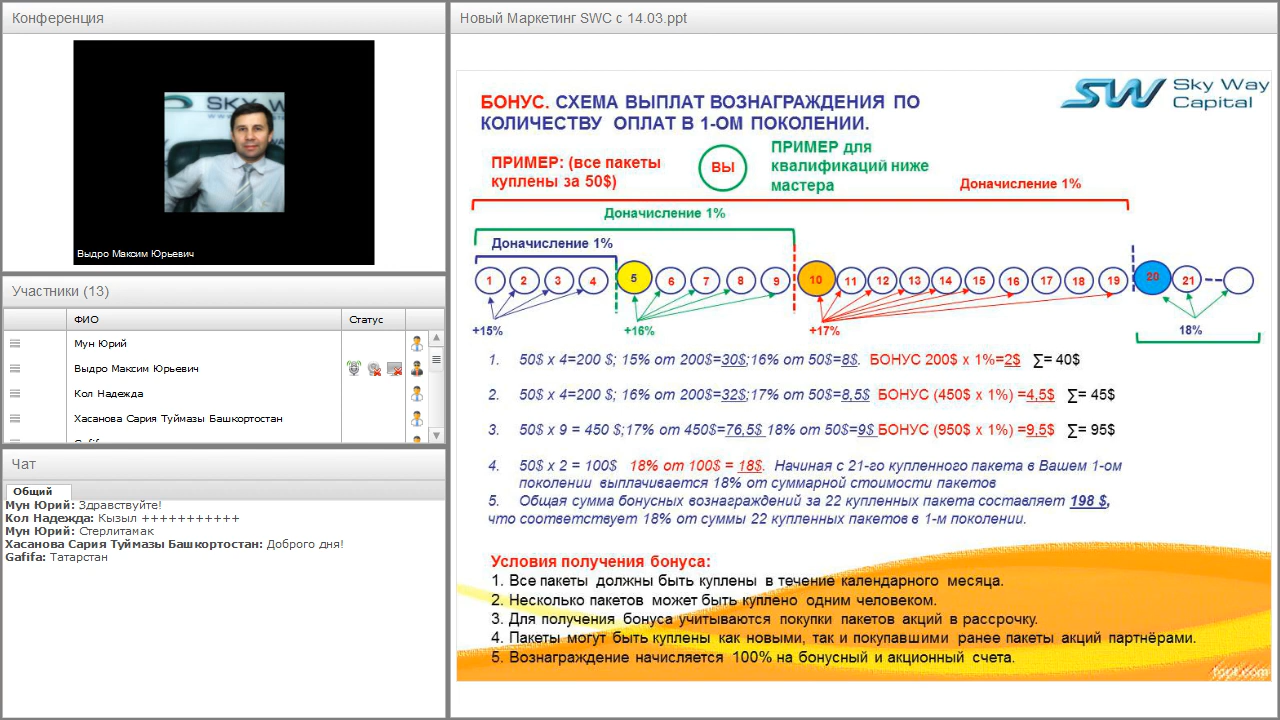 Конференция
Выдро Максим Юрьевич
Участники (13)
ФИО
Статус
Мун Юрий
Выдро Максим Юрьевич
Кол Надежда
Хасанова Сария Туймазы Башкортостан
Чат
Общий
Мун Юрий: Здравствуйте!
Кол Надежда: Кызыл +++++++++++
Мун Юрий: Стерлитамак
Хасанова Сария Туймазы Башкортостан: Доброго дня!
Gafifa: Татарстан
Новый Маркетинг SWC с 14.03.ppt
SW Sky Way
Capital
БОНУС. СХЕМА ВЫПЛАТ ВОЗНАГРАЖДЕНИЯ ПО
КОЛИЧЕСТВУ ОПЛАТ В 1-ОМ ПОКОЛЕНИИ.
ПРИМЕР: (все пакеты
куплены за 50$)
ВЫ
ПРИМЕР для
квалификаций ниже
мастера
Доначисление 1%
Доначисление 1%
Доначисление 1%
1 2 3 4 5 6 7 8 9 10 11 12 13 14 15 16 17 18 19 20 21
+15% +16% +17% 18%
1. 50$ x 4=200 $; 15% от 200$=30$;16% от 50$=8$. БОНУС 200$ x 1%=2$ ∑= 40$
2. 50$ x 4=200 $; 16% от 200$=32$;17% от 50$=8,5$ БОНУС (450$ x 1%) =4,5$ ∑= 45$
3. 50$ x 9 = 450 $;17% от 450$=76,5$ 18% от 50$=9$ БОНУС (950$ x 1%) =9,5$ ∑= 95$
4. 50$ x 2 = 100$ 18% от 100$ = 18$. Начиная с 21-го купленного пакета в Вашем 1-ом
поколении выплачивается 18% от суммарной стоимости пакетов
5. Общая сумма бонусных вознаграждений за 22 купленных пакета составляет 198 $,
что соответствует 18% от суммы 22 купленных пакетов в 1-м поколении.
Условия получения бонуса:
1. Все пакеты должны быть куплены в течение календарного месяца.
2. Несколько пакетов может быть куплено одним человеком.
3. Для получения бонуса учитываются покупки пакетов акций в рассрочку.
4. Пакеты могут быть куплены как новыми, так и покупавшими ранее пакеты акций партнёрами.
5. Вознаграждение начисляется 100% на бонусный и акционный счета.
fppt.com